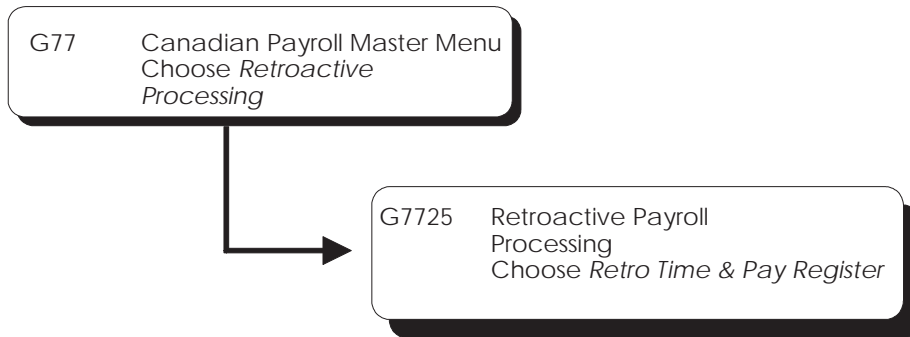 G77 Canadian Payroll Master Menu
Choose Retroactive
Processing
G7725 Retroactive Payroll
Processing
Choose Retro Time & Pay Register